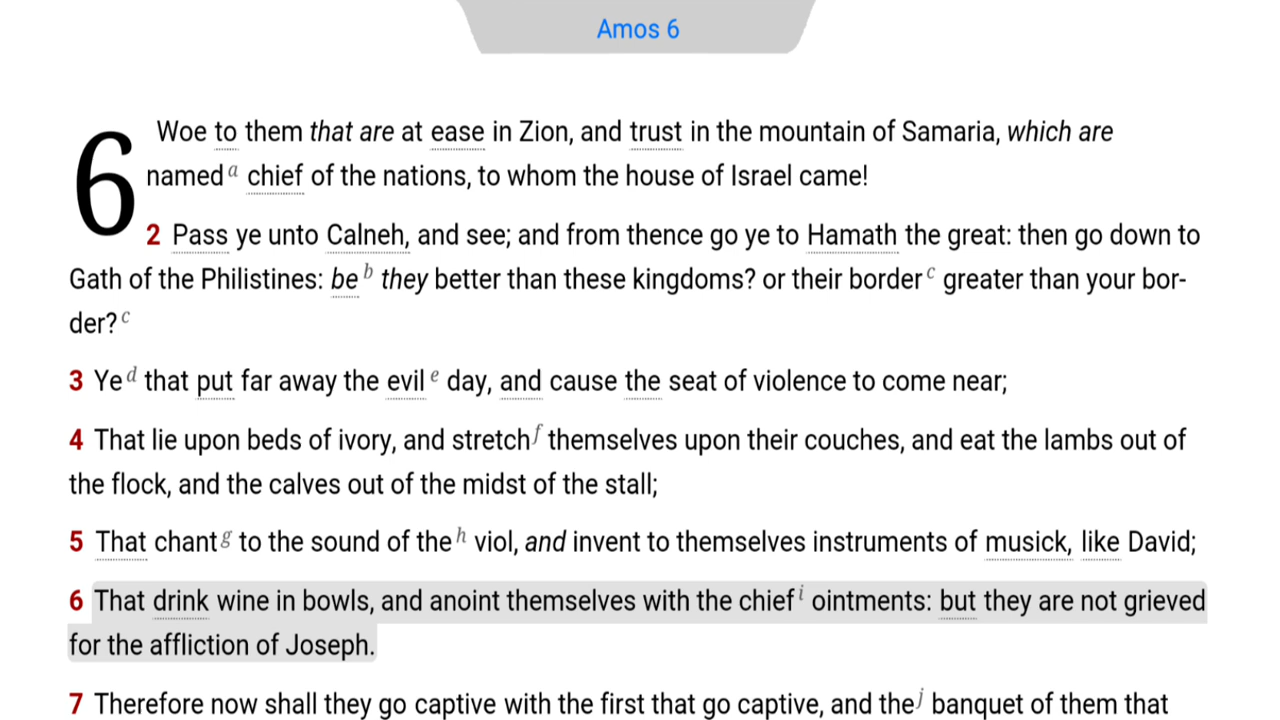 Amos 6
6 Woe to them that are at ease in Zion, and trust in the mountain of Samaria, which are
named a chief of the nations, to whom the house of Israel came!
2 Pass ye unto Calneh, and see; and from thence go ye to Hamath the great: then go down to
Gath of the Philistines: be b they better than these kingdoms? or their border c greater than your bor-
der? c
3 Ye d that put far away the evil e day, and cause the seat of violence to come near;
4 That lie upon beds of ivory, and stretch f themselves upon their couches, and eat the lambs out of
the flock, and the calves out of the midst of the stall;
5 That chant g to the sound of the h viol, and invent to themselves instruments of musick, like David;
6 That drink wine in bowls, and anoint themselves with the chief i ointments: but they are not grieved
for the affliction of Joseph.
7 Therefore now shall they go captive with the first that go captive, and the j banquet of them that